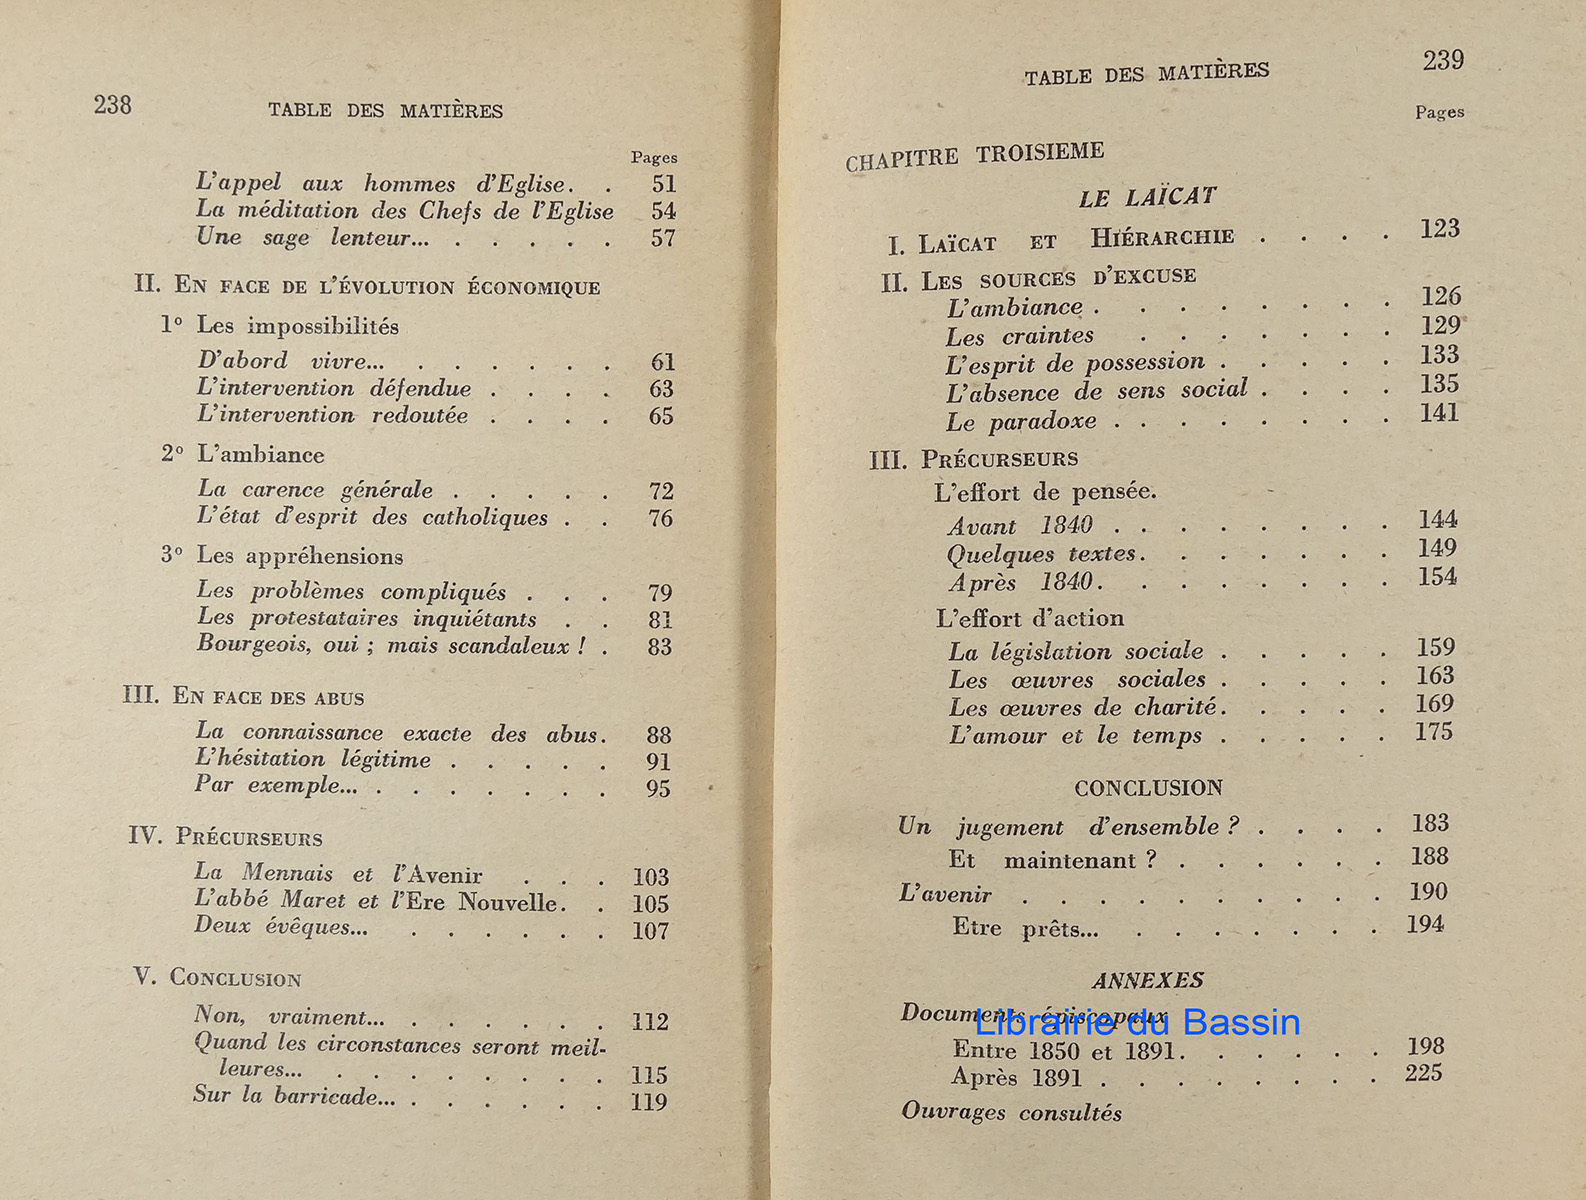 238 TABLE DES MATIÈRES
Pages
L'appel aux hommes d'Eglise. . 51
La méditation des Chefs de l'Eglise 54
Une sage lenteur... . . . . . 57
II. EN FACE DE L'ÉVOLUTION ÉCONOMIQUE
1° Les impossibilités
D'abord vivre... . . . . . . 61
L'intervention défendue . . . . 63
L'intervention redoutée . . . . 65
2° L'ambiance
La carence générale . . . . . 72
L'état d'esprit des catholiques . . 76
3° Les appréhensions
Les problèmes compliqués . . . 79
Les protestataires inquiétants . . 81
Bourgeois, oui ; mais scandaleux ! . 83
III. EN FACE DES ABUS
La connaissance exacte des abus. 88
L'hésitation légitime . . . . . 91
Par exemple... . . . . . . . 95
IV. PRÉCURSEURS
La Mennais et l'Avenir . . . 103
L'abbé Maret et l'Ere Nouvelle. . 105
Deux évêques... . . . . . . 107
V. CONCLUSION
Non, vraiment... . . . . . . 112
Quand les circonstances seront meil-
leures... . . . . . . . . 115
Sur la barricade... . . . . . . 119
TABLE DES MATIÈRES 239
Pages
CHAPITRE TROISIEME
LE LAÏCAT
I. LAÏCAT ET HIÉRARCHIE . . . . 123
II. LES SOURCES D'EXCUSE
L'ambiance . . . . . . . . 126
Les craintes . . . . . . . 129
L'esprit de possession . . . . . 133
L'absence de sens social . . . . 135
Le paradoxe . . . . . . . . 141
III. PRÉCURSEURS
L'effort de pensée.
Avant 1840 . . . . . . . . 144
Quelques textes. . . . . . . 149
Après 1840. . . . . . . . 154
L'effort d'action
La législation sociale . . . . . 159
Les œuvres sociales . . . . . 163
Les œuvres de charité. . . . . 169
L'amour et le temps . . . . . 175
CONCLUSION
Un jugement d'ensemble ? . . . . 183
Et maintenant ? . . . . . . 188
L'avenir . . . . . . . . . . 190
Etre prêts... . . . . . . . 194
ANNEXES
Documents épiscopaux
Librairie du Bassin
Entre 1850 et 1891. . . . . . 198
Après 1891 . . . . . . . . 225
Ouvrages consultés